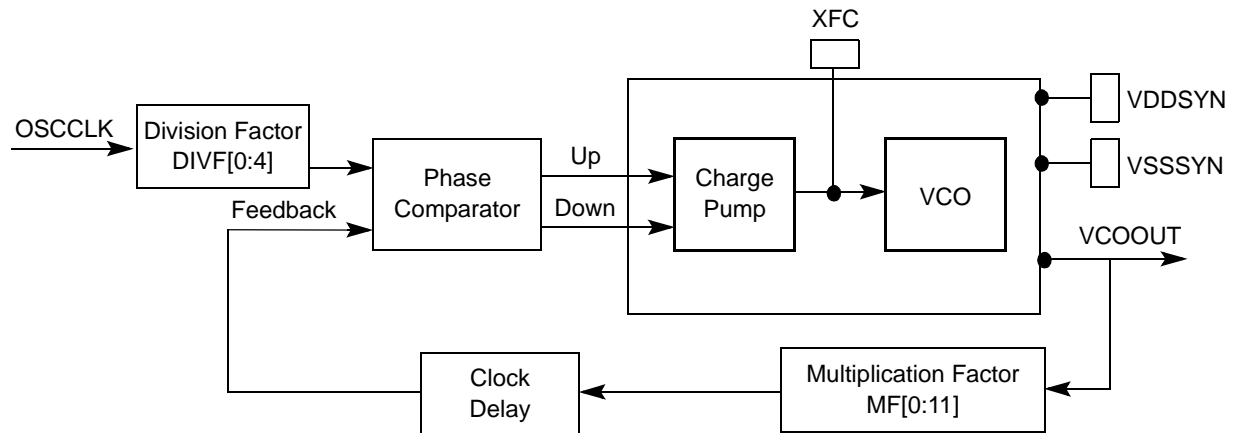 XFC
VDDSYN
OSCCLK
Division Factor
DIVF[0:4]
Up
VSSSYN
Phase
Comparator
Charge
Pump
VCO
Feedback
Down
VCOOUT
Clock
Delay
Multiplication Factor
MF[0:11]